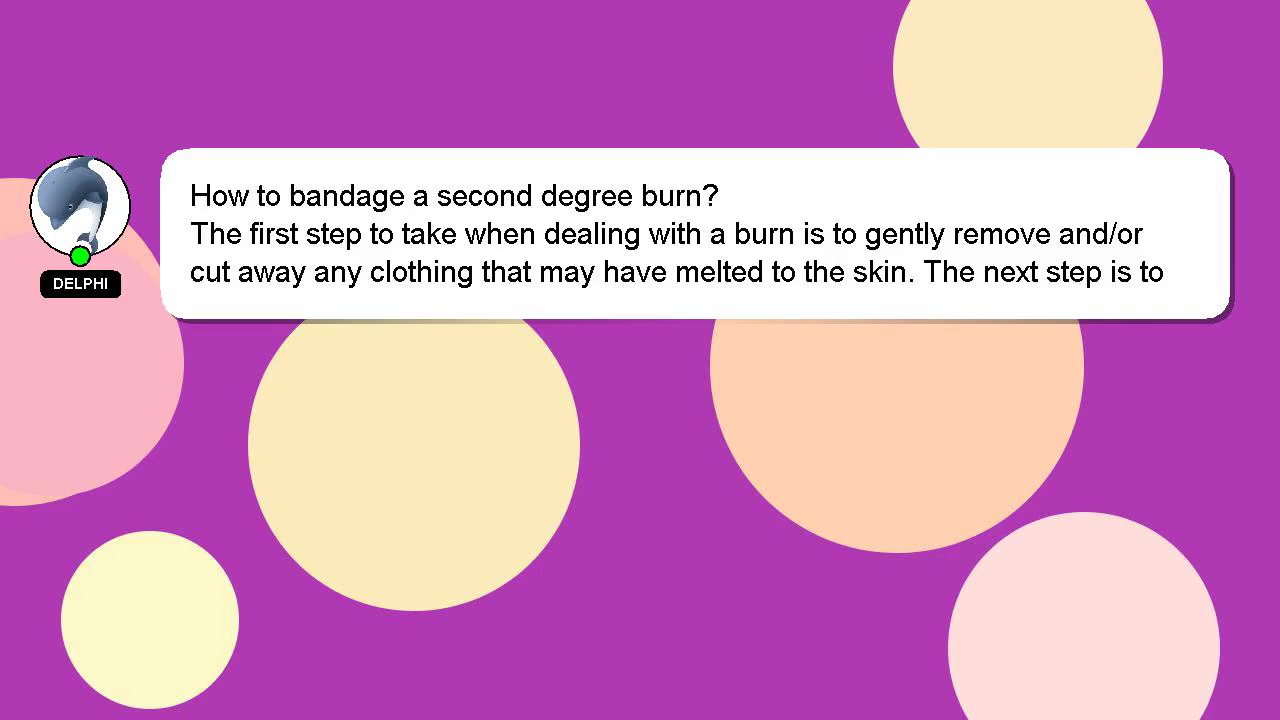 How to bandage a second degree burn?
The first step to take when dealing with a burn is to gently remove and/or
cut away any clothing that may have melted to the skin. The next step is to
DELPHI